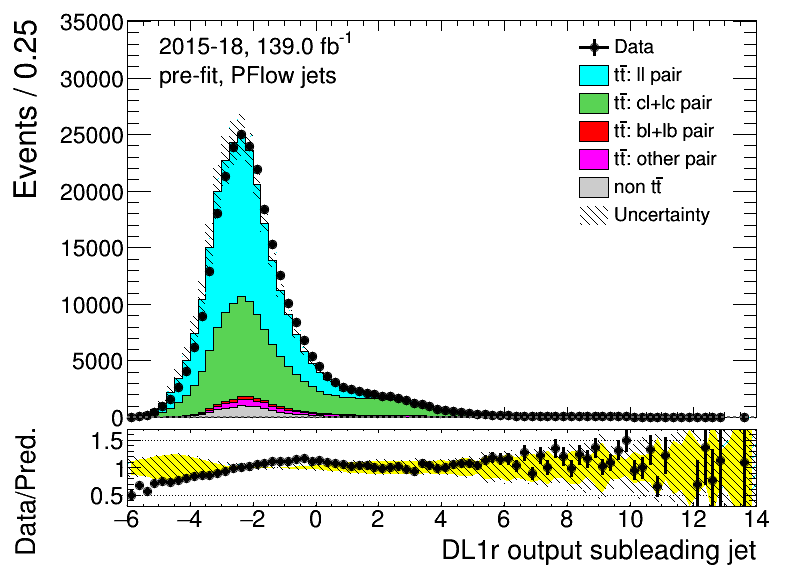 Events / 0.25
35000
30000
25000
20000
15000
10000
5000
0
2015-18, 139.0 fb⁻¹
pre-fit, PFlow jets
Data
tt̄: ll pair
tt̄: cl+lc pair
tt̄: bl+lb pair
tt̄: other pair
non tt̄
Uncertainty
Data/Pred.
1.5
1
0.5
−6 −4 −2 0 2 4 6 8 10 12 14
DL1r output subleading jet